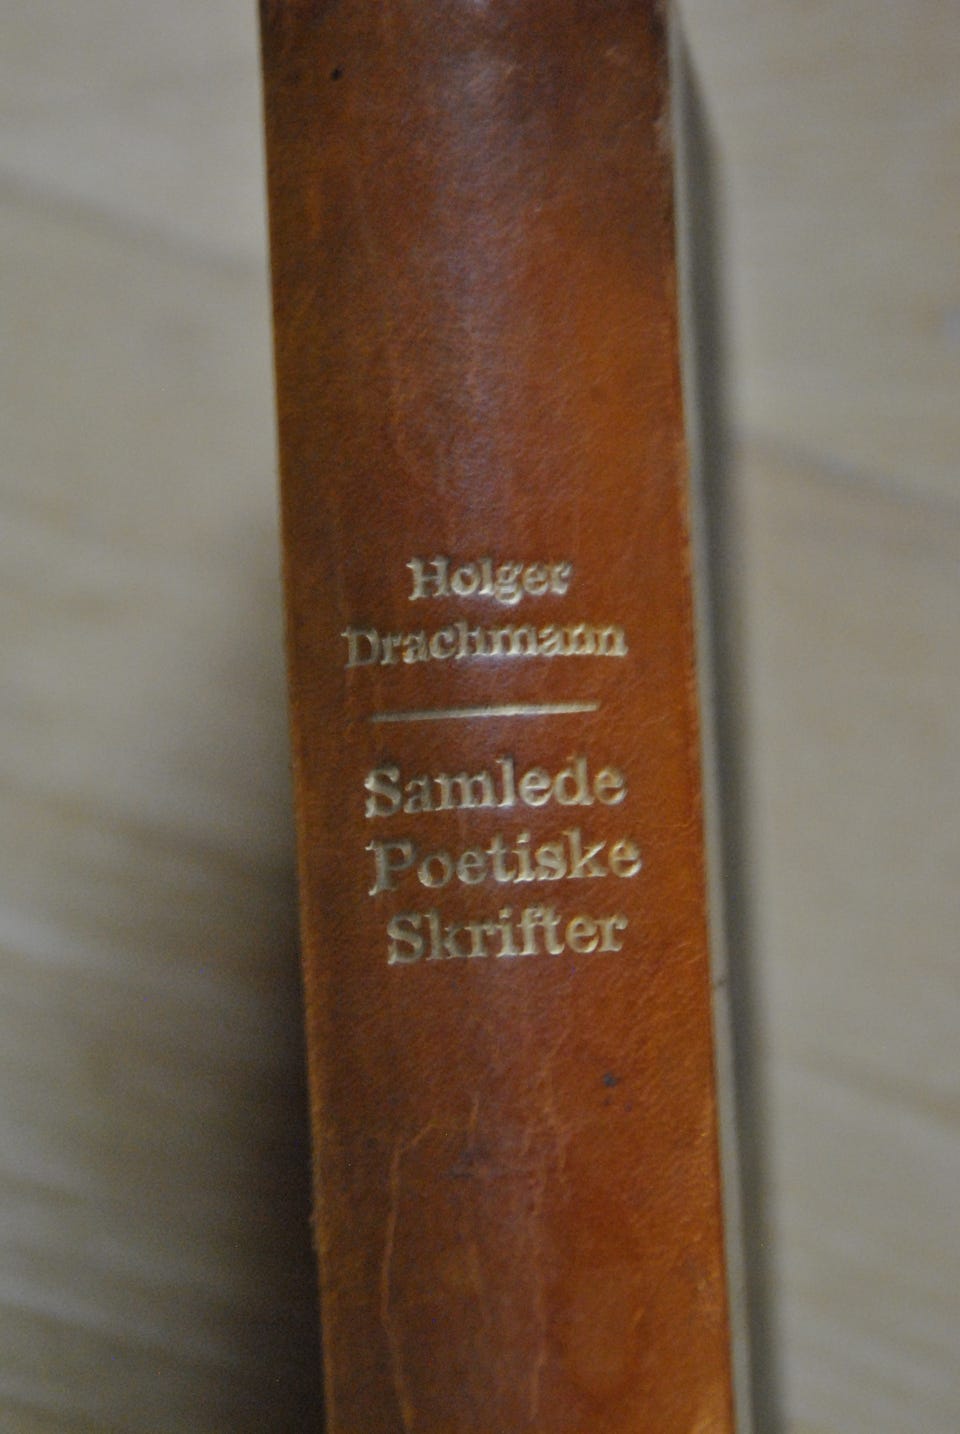 Holger
Drachmann
Samlede
Poetiske
Skrifter